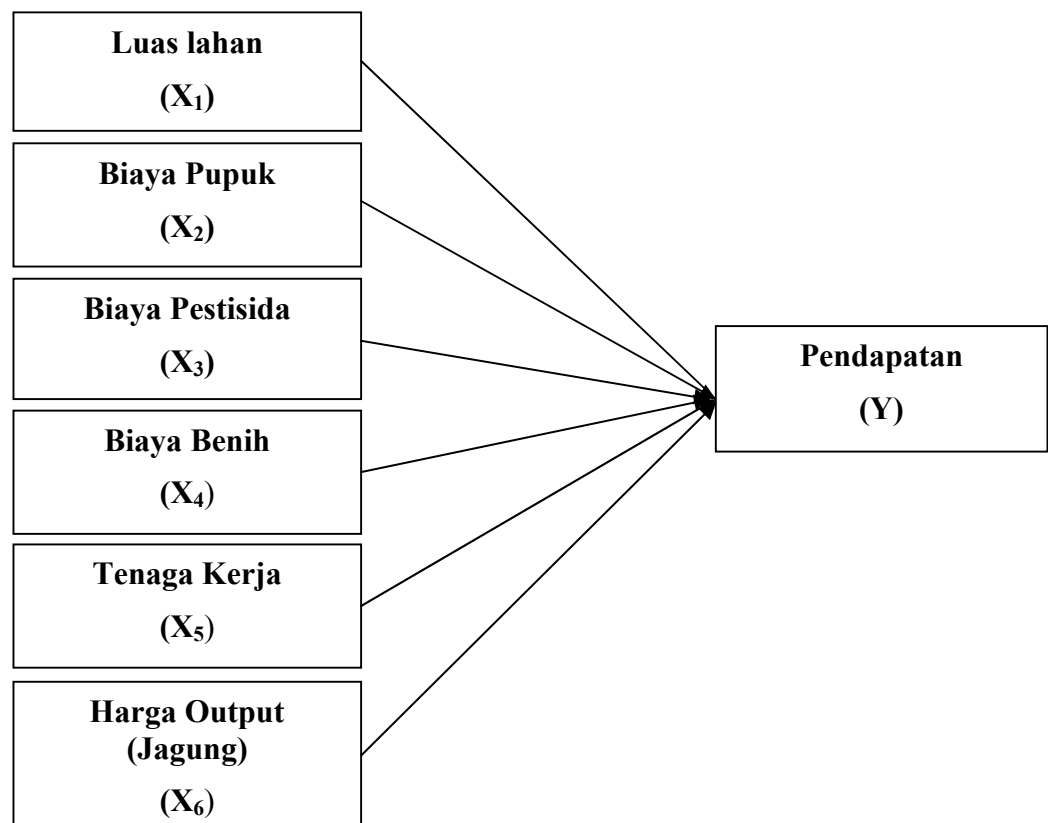 Luas lahan
(X₁)
Biaya Pupuk
(X₂)
Biaya Pestisida
(X₃)
Biaya Benih
(X₄)
Tenaga Kerja
(X₅)
Harga Output
(Jagung)
(X₆)
Pendapatan
(Y)